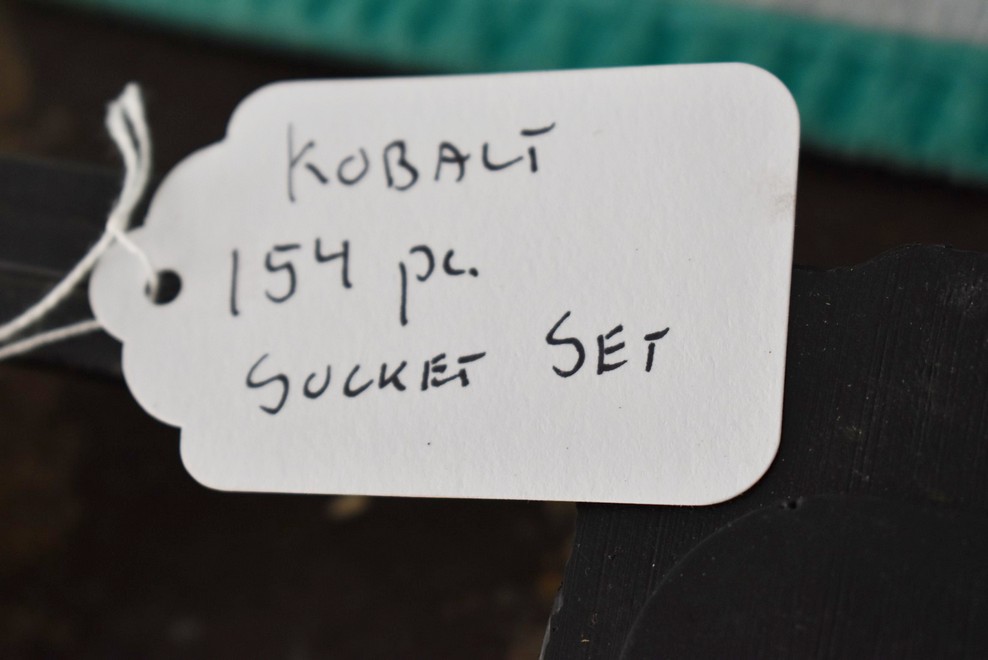 KOBALT
154 pc.
SOCKET SET